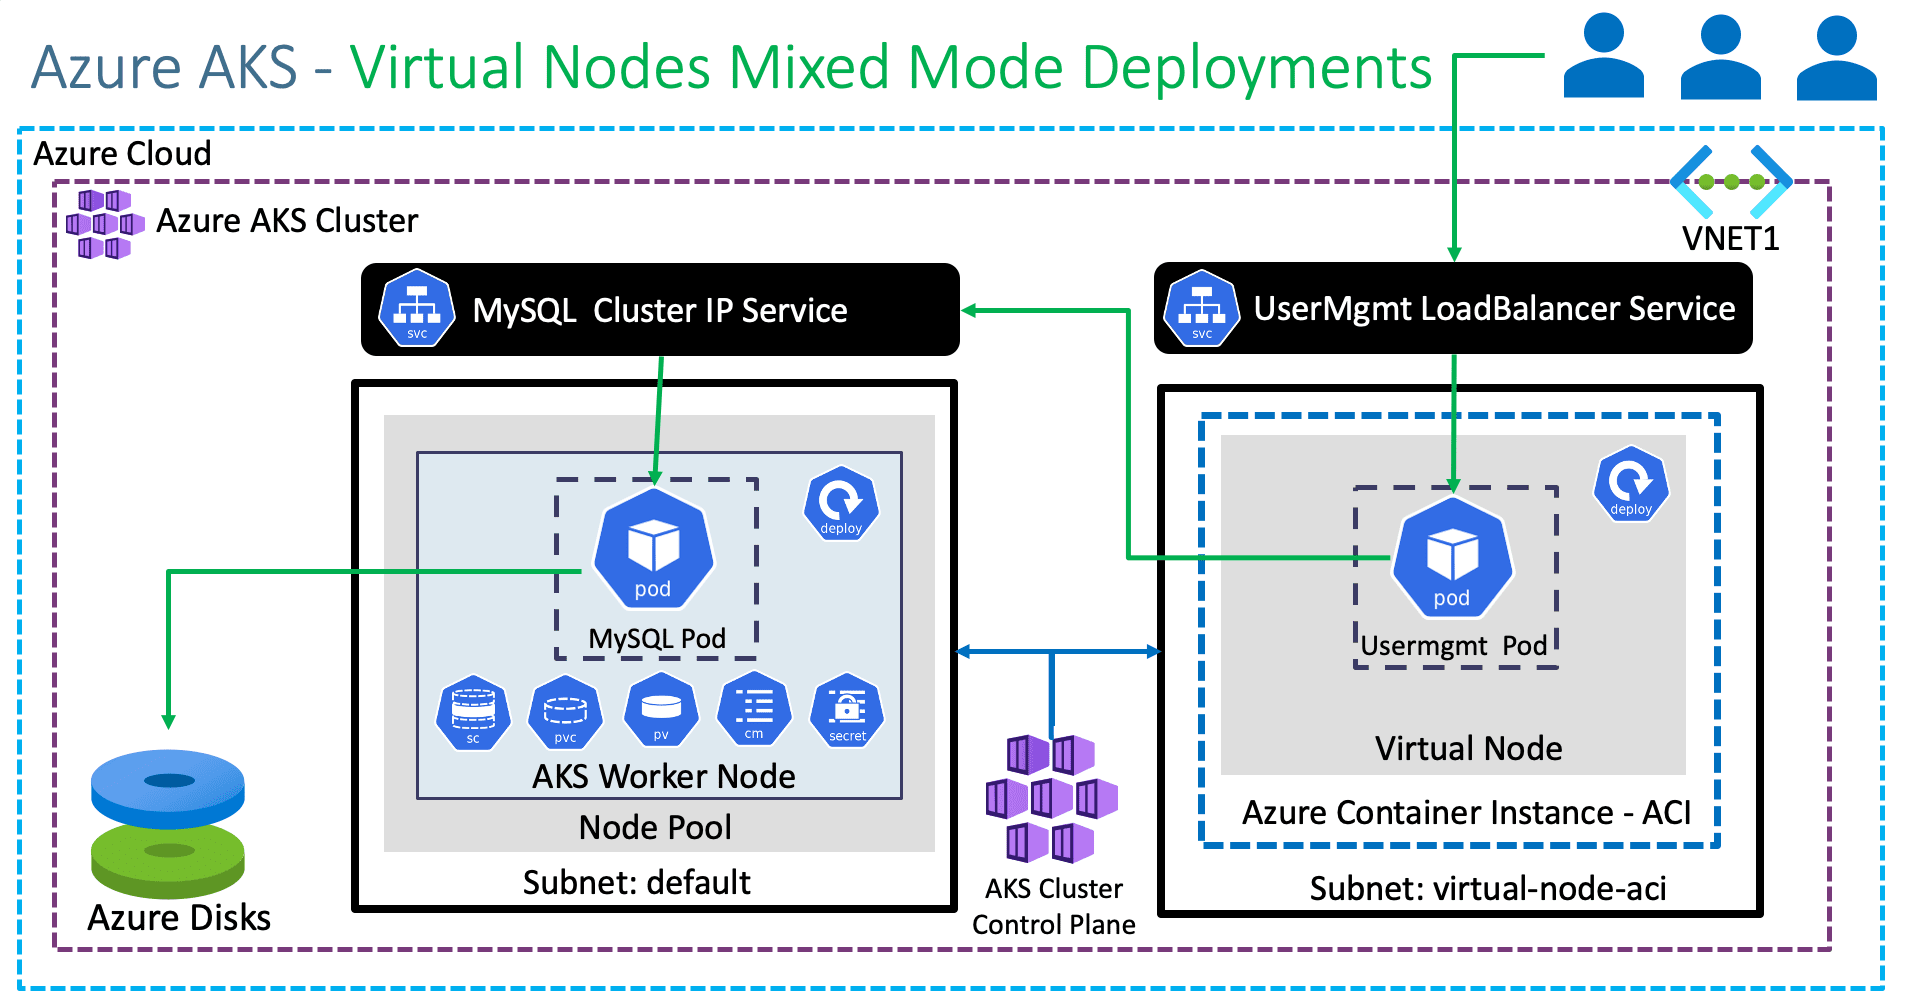 Azure AKS - Virtual Nodes Mixed Mode Deployments
Azure Cloud
Azure AKS Cluster
VNET1
svc
MySQL  Cluster IP Service
svc
UserMgmt LoadBalancer Service
deploy
pod
MySQL Pod
sc
pvc
pv
cm
secret
AKS Worker Node
Node Pool
Subnet: default
Azure Disks
AKS Cluster
Control Plane
deploy
pod
Usermgmt  Pod
Virtual Node
Azure Container Instance - ACI
Subnet: virtual-node-aci